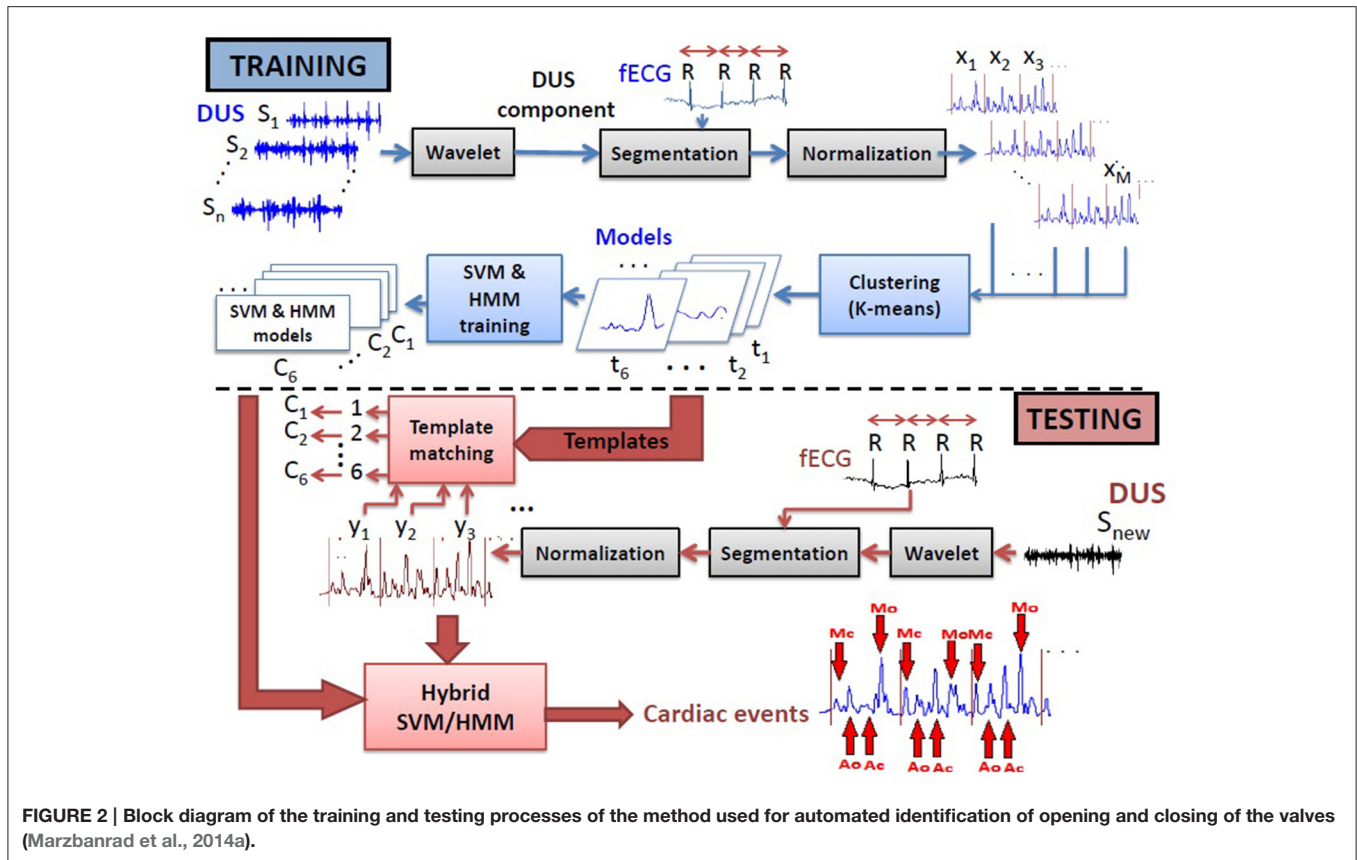 TRAINING
DUS S1
S2
Sn
Wavelet
DUS
component
fECG
R R R R
Segmentation
Normalization
x1 x2 x3 ...
xM ...
Clustering
(K-means)
Models
...
t6 ... t2 t1
SVM &
HMM
training
...
SVM & HMM
models
C6 ... C2 C1
TESTING
C1 1
C2 2
C6 6
Template
matching
Templates
fECG
R R R R
DUS
Snew
Wavelet
Segmentation
Normalization
...
y1 y2 y3
Hybrid
SVM/HMM
Cardiac events
Mc Mo Mc Mo Mc Mo
Ao Ac Ao Ac Ao Ac
FIGURE 2 | Block diagram of the training and testing processes of the method used for automated identification of opening and closing of the valves
(Marzbanrad et al., 2014a).